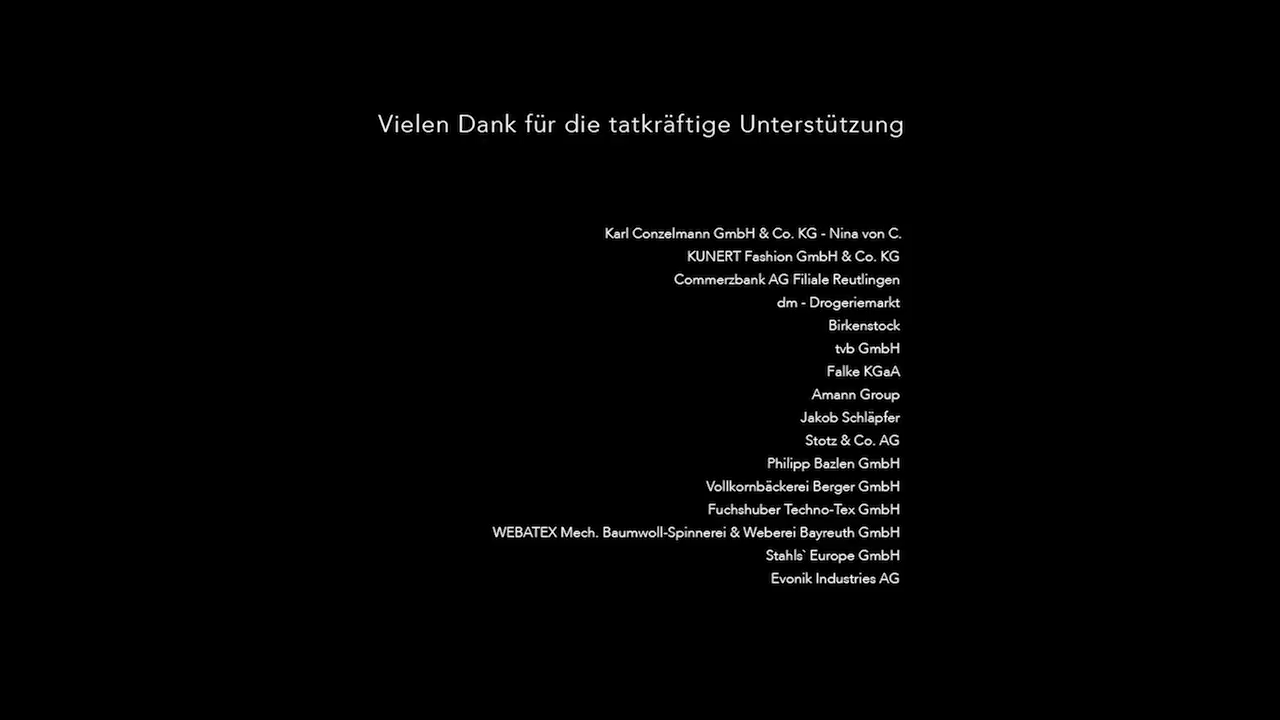 Vielen Dank für die tatkräftige Unterstützung
Karl Conzelmann GmbH & Co. KG - Nina von C.
KUNERT Fashion GmbH & Co. KG
Commerzbank AG Filiale Reutlingen
dm - Drogeriemarkt
Birkenstock
tvb GmbH
Falke KGaA
Amann Group
Jakob Schläpfer
Stotz & Co. AG
Philipp Bazlen GmbH
Vollkornbäckerei Berger GmbH
Fuchshuber Techno-Tex GmbH
WEBATEX Mech. Baumwoll-Spinnerei & Weberei Bayreuth GmbH
Stahls` Europe GmbH
Evonik Industries AG